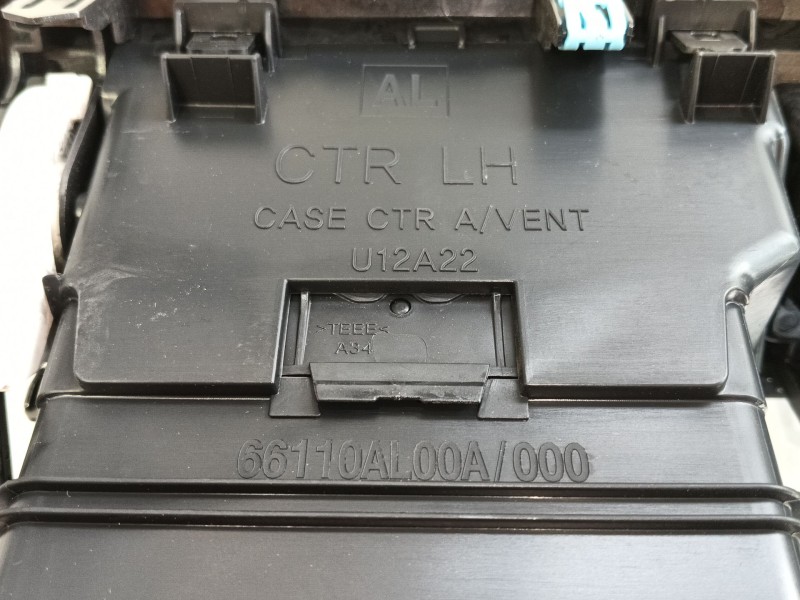 AL
CTR LH
CASE CTR A/VENT
U12A22
>TEEE<
A34
66110AL00A/000